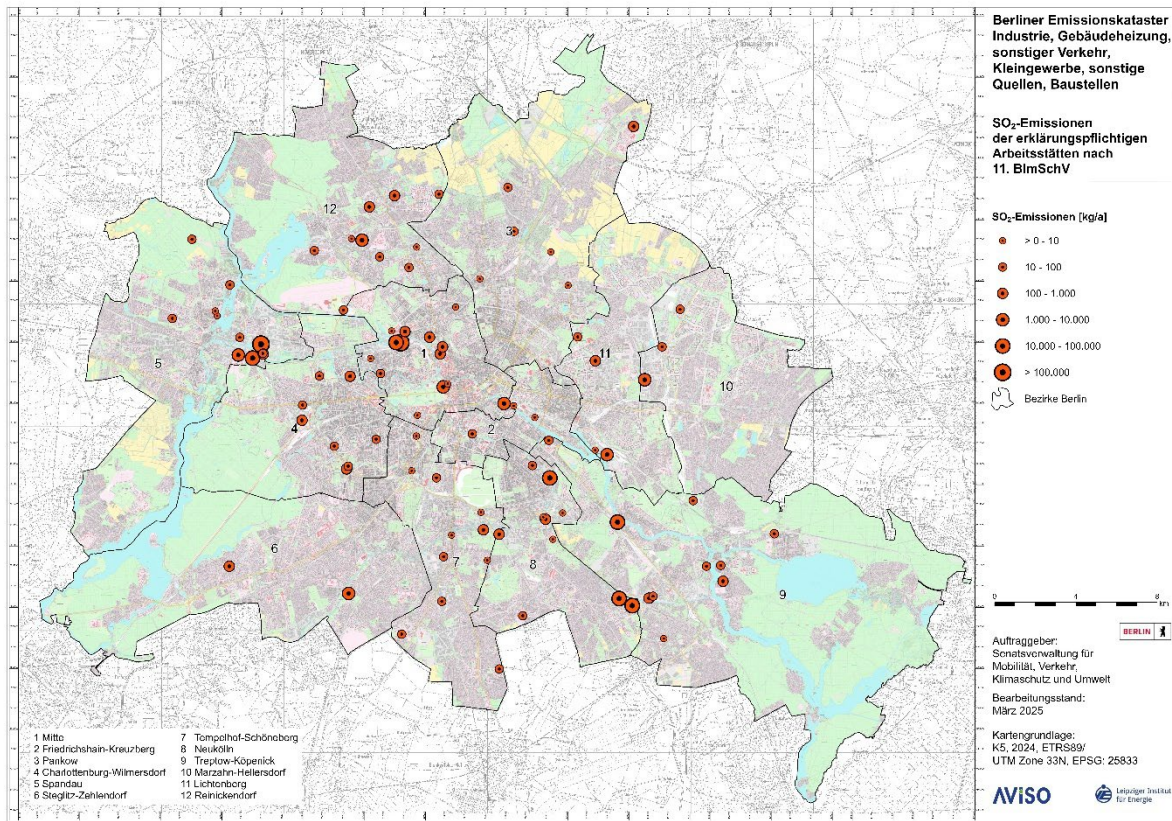 Berliner Emissionskataster
Industrie, Gebäudeheizung,
sonstiger Verkehr,
Kleingewerbe, sonstige
Quellen, Baustellen
SO₂-Emissionen
der erklärungspflichtigen
Arbeitsstätten nach
11. BImSchV
SO₂-Emissionen [kg/a]
> 0 - 10
10 - 100
100 - 1.000
1.000 - 10.000
10.000 - 100.000
> 100.000
Bezirke Berlin
12
3
5
1
11
10
4
2
6
7
8
9
0 4 8
km
BERLIN
Auftraggeber:
Senatsverwaltung für
Mobilität, Verkehr,
Klimaschutz und Umwelt
Bearbeitungsstand:
März 2025
Kartengrundlage:
K5, 2024, ETRS89/
UTM Zone 33N, EPSG: 25833
AVISO
Leipziger Institut
für Energie
1 Mitte
2 Friedrichshain-Kreuzberg
3 Pankow
4 Charlottenburg-Wilmersdorf
5 Spandau
6 Steglitz-Zehlendorf
7 Tempelhof-Schöneberg
8 Neukölln
9 Treptow-Köpenick
10 Marzahn-Hellersdorf
11 Lichtenberg
12 Reinickendorf